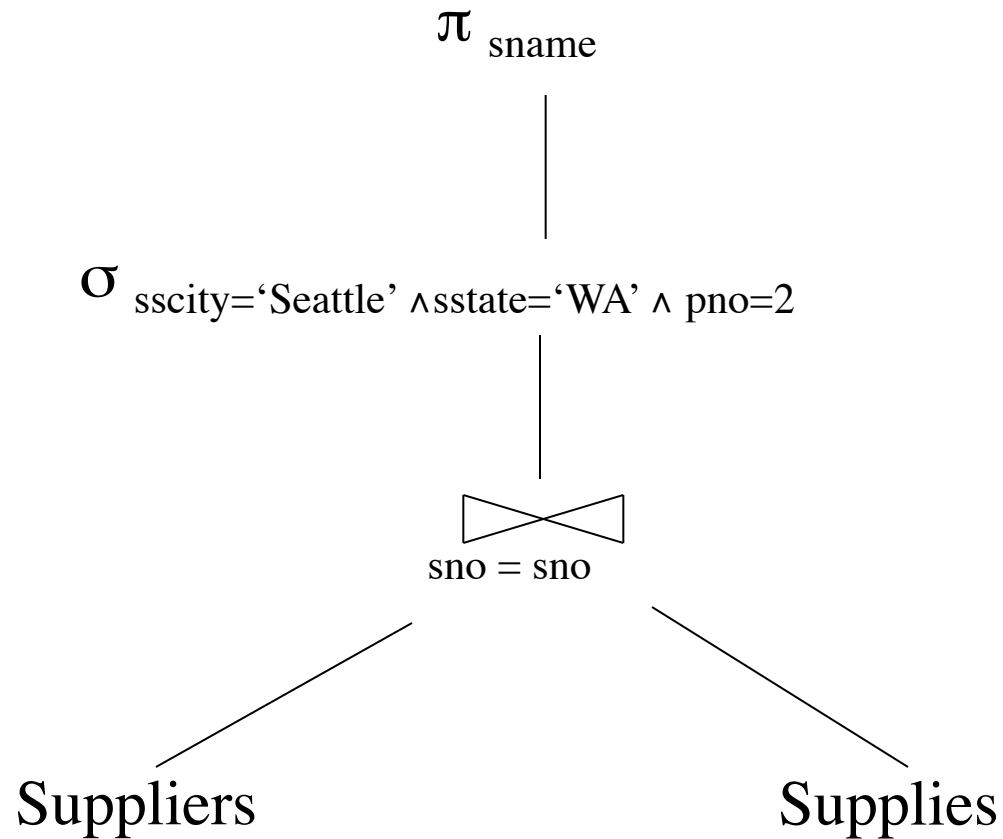 π sname
σ sscity=‘Seattle’ ∧sstate=‘WA’ ∧ pno=2
sno = sno
Suppliers Supplies